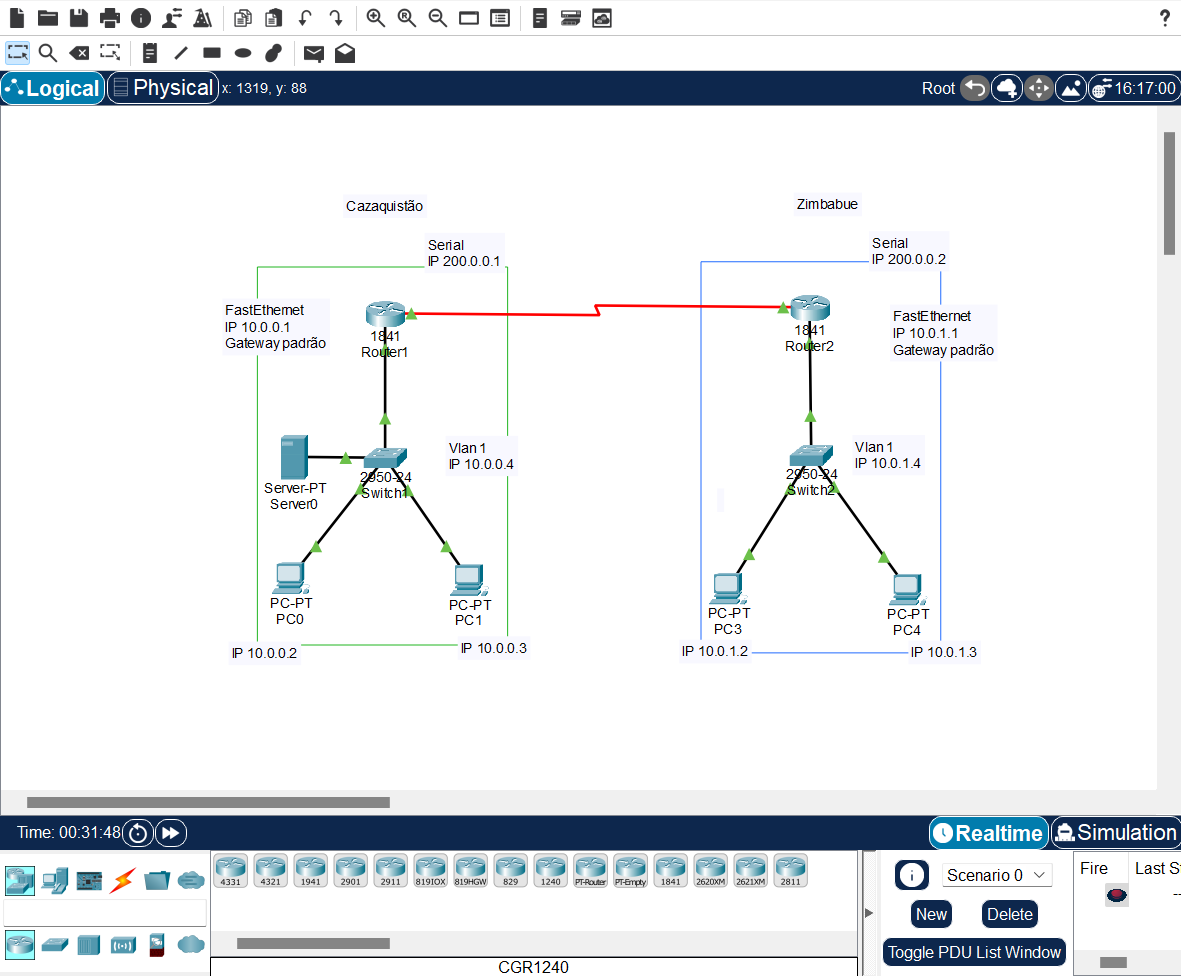 ?
Logical
Physical
x: 1319, y: 88
Root
16:17:00
Cazaquistão
Zimbabue
Serial
IP 200.0.0.1
Serial
IP 200.0.0.2
FastEthernet
IP 10.0.0.1
Gateway padrão
1841
Router1
1841
Router2
FastEthernet
IP 10.0.1.1
Gateway padrão
Vlan 1
IP 10.0.0.4
Vlan 1
IP 10.0.1.4
Server-PT
Server0
2950-24
Switch1
2950-24
Switch2
PC-PT
PC0
PC-PT
PC1
PC-PT
PC3
PC-PT
PC4
IP 10.0.0.2
IP 10.0.0.3
IP 10.0.1.2
IP 10.0.1.3
Time: 00:31:48
Realtime
Simulation
4331
4321
1941
2901
2911
819IOX
819HGW
829
1240
PT-Router
PT-Empty
1841
2620XM
2621XM
2811
CGR1240
Scenario 0
New
Delete
Toggle PDU List Window
Fire
Last St
--